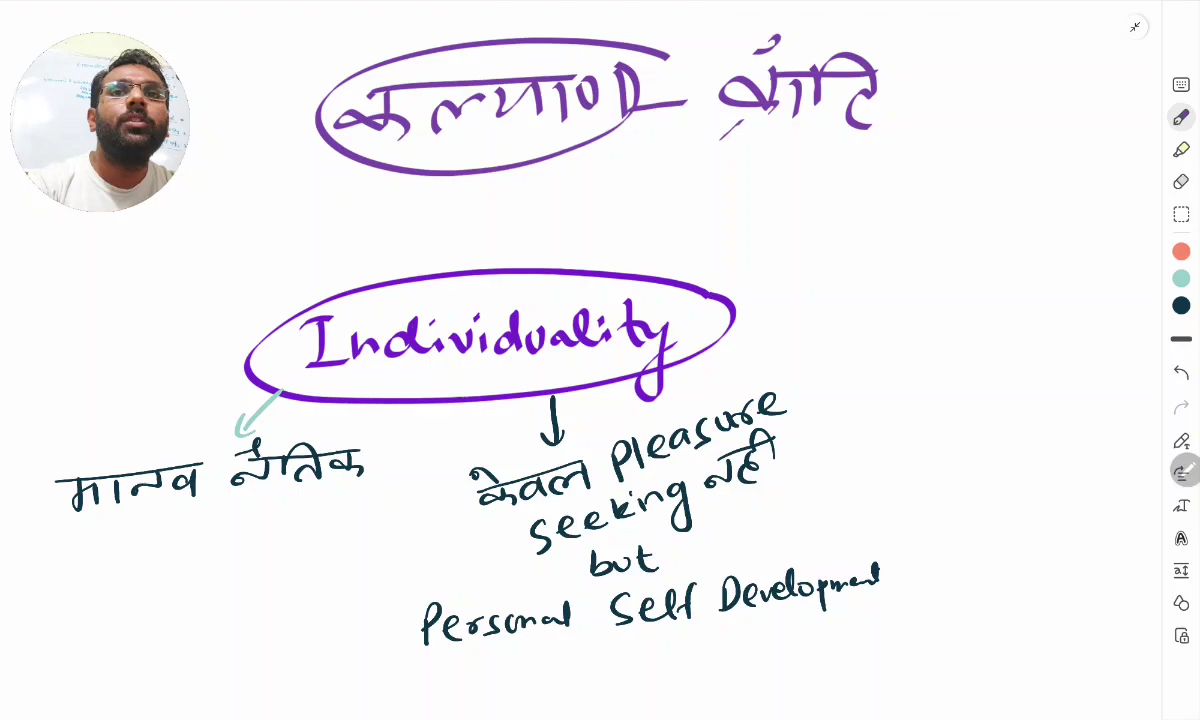 कल्याण
Individuality
मानव नैतिक
केवल Pleasure
seeking नही
but
Personal Self Development